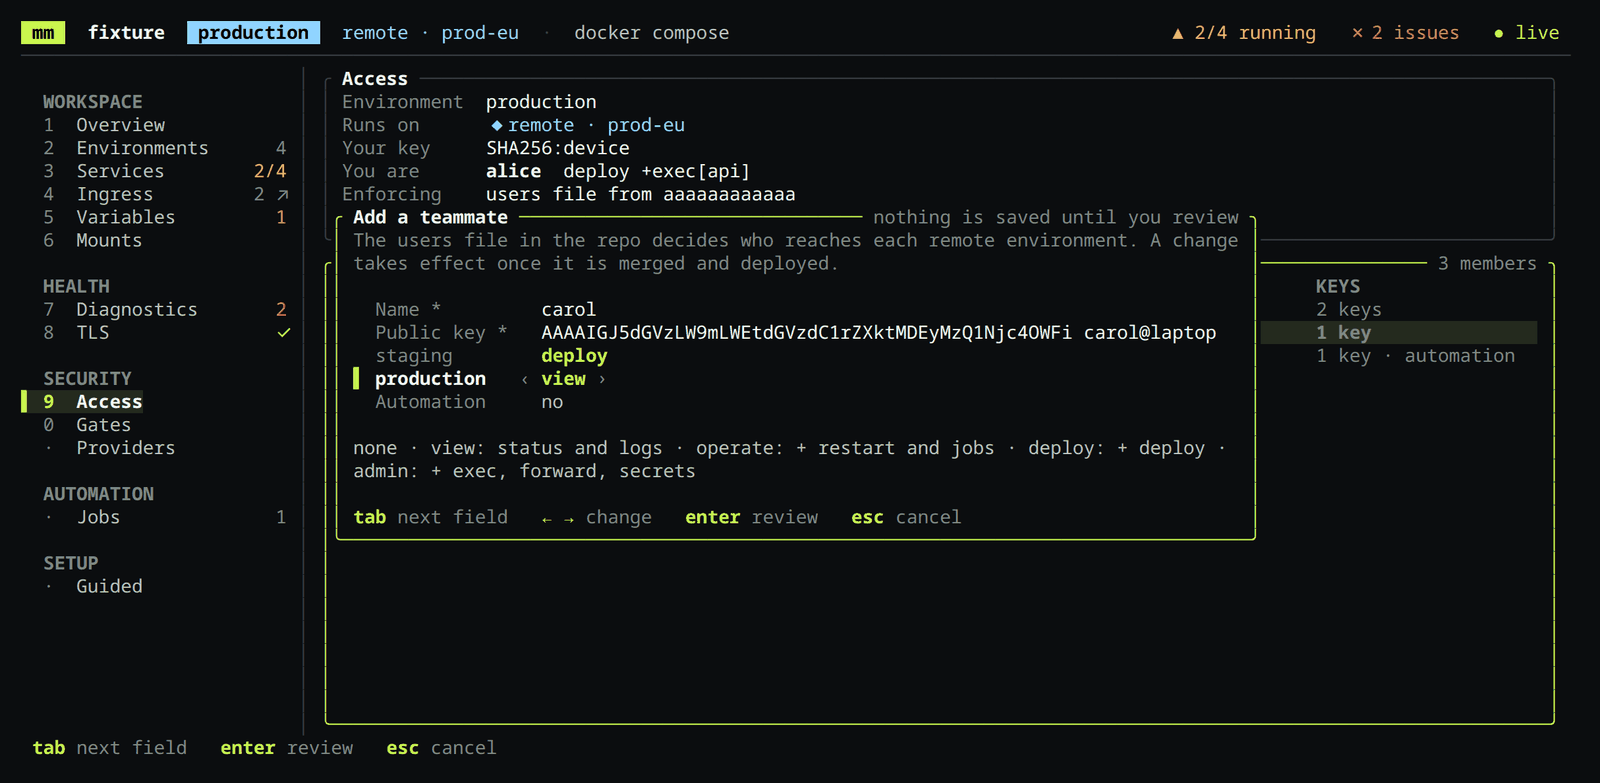 mm fixture production remote · prod-eu · docker compose ▲ 2/4 running × 2 issues ● live
Access
Environment production
Runs on ◆ remote · prod-eu
Your key SHA256:device
You are alice deploy +exec[api]
Enforcing users file from aaaaaaaaaaaa
WORKSPACE
1 Overview
2 Environments 4
3 Services 2/4
4 Ingress 2 ↗
5 Variables 1
6 Mounts
HEALTH
7 Diagnostics 2
8 TLS ✓
SECURITY
9 Access
0 Gates
· Providers
AUTOMATION
· Jobs 1
SETUP
· Guided
Add a teammate nothing is saved until you review
The users file in the repo decides who reaches each remote environment. A change
takes effect once it is merged and deployed.
Name * carol
Public key * AAAAIGJ5dGVzLW9mLWEtdGVzdC1rZXktMDEyMzQ1Njc4OWFi carol@laptop
staging deploy
production ‹ view ›
Automation no
none · view: status and logs · operate: + restart and jobs · deploy: + deploy ·
admin: + exec, forward, secrets
tab next field ← → change enter review esc cancel
3 members
KEYS
2 keys
1 key
1 key · automation
tab next field enter review esc cancel